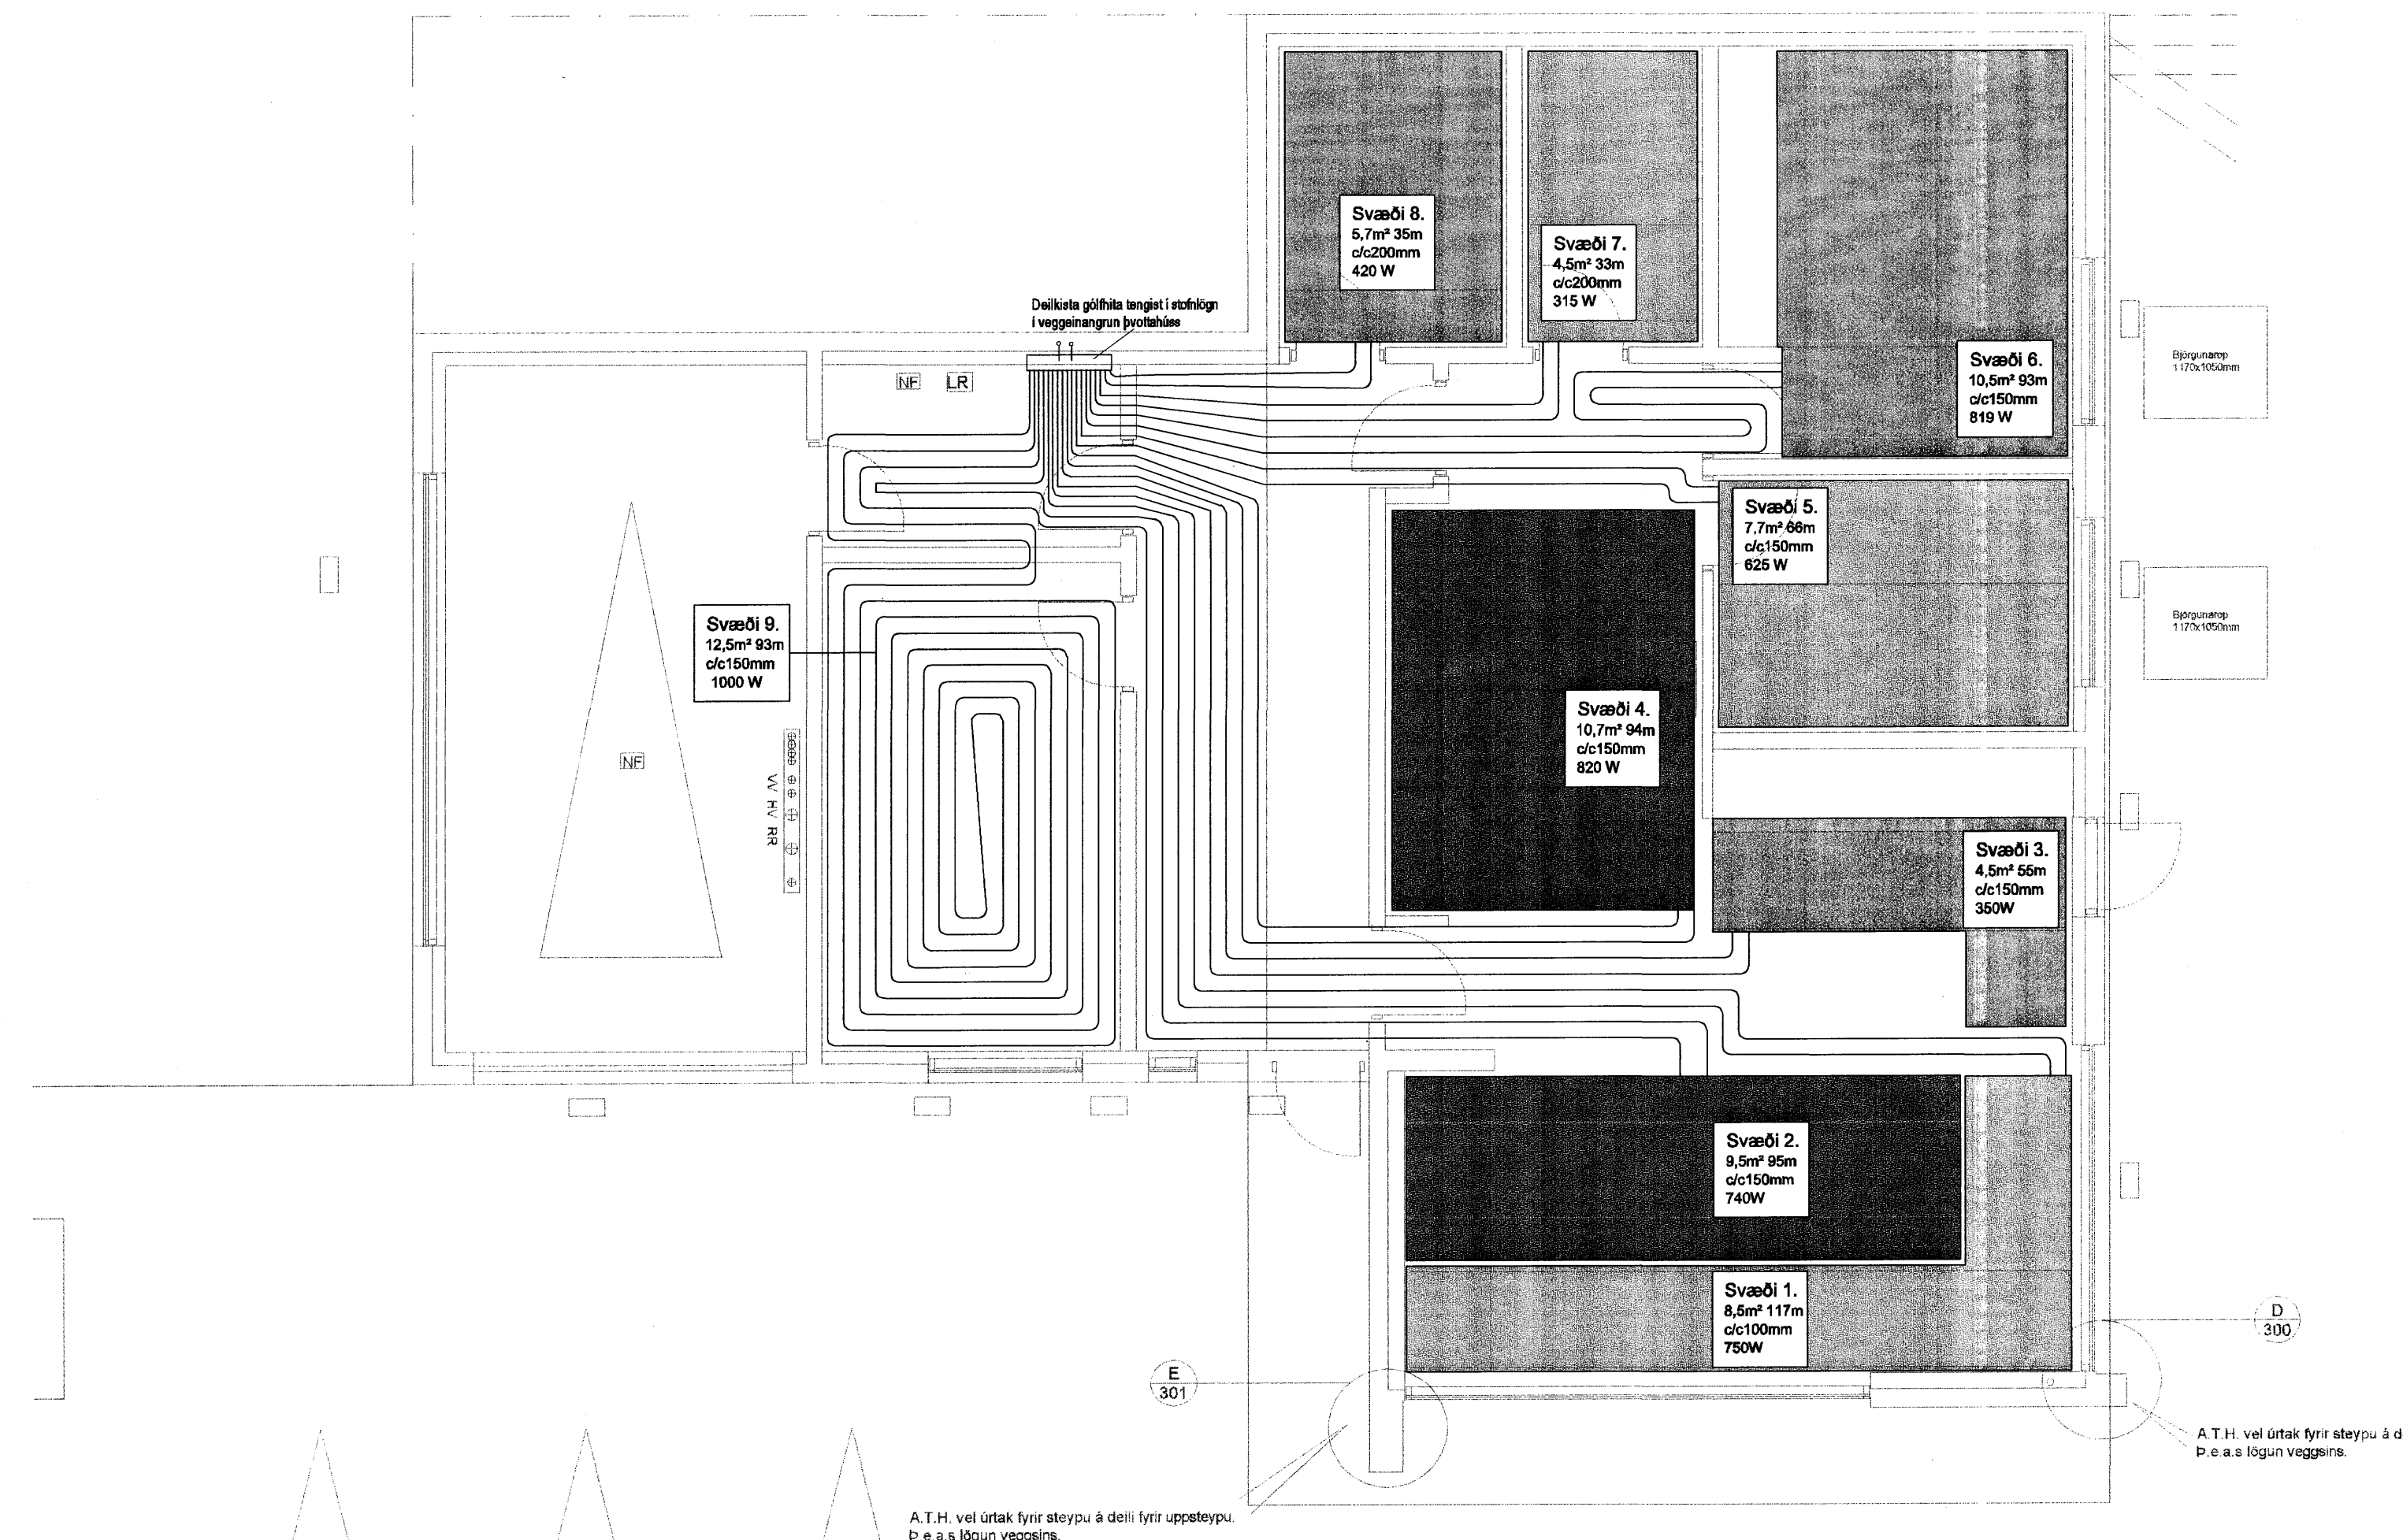 Svæði 8.
5,7m² 35m
c/c200mm
420 W
Svæði 7.
4,5m² 33m
c/c200mm
315 W
Deilkista gólfhita tengist í stofnlögn
í veggeinangrun þvottahúss
NF
LR
Svæði 6.
10,5m² 93m
c/c150mm
819 W
Björgunarop
1170x1050mm
Svæði 5.
7,7m² 66m
c/c150mm
625 W
Björgunarop
1170x1050mm
Svæði 9.
12,5m² 93m
c/c150mm
1000 W
Svæði 4.
10,7m² 94m
c/c150mm
820 W
NF
VV HV RR
Svæði 3.
4,5m² 55m
c/c150mm
350W
Svæði 2.
9,5m² 95m
c/c150mm
740W
Svæði 1.
8,5m² 117m
c/c100mm
750W
D
300
E
301
A.T.H. vel úrtak fyrir steypu á d
Þ.e.a.s lögun veggsins.
A.T.H. vel úrtak fyrir steypu á deili fyrir uppsteypu.
Þ.e.a.s lögun veggsins.